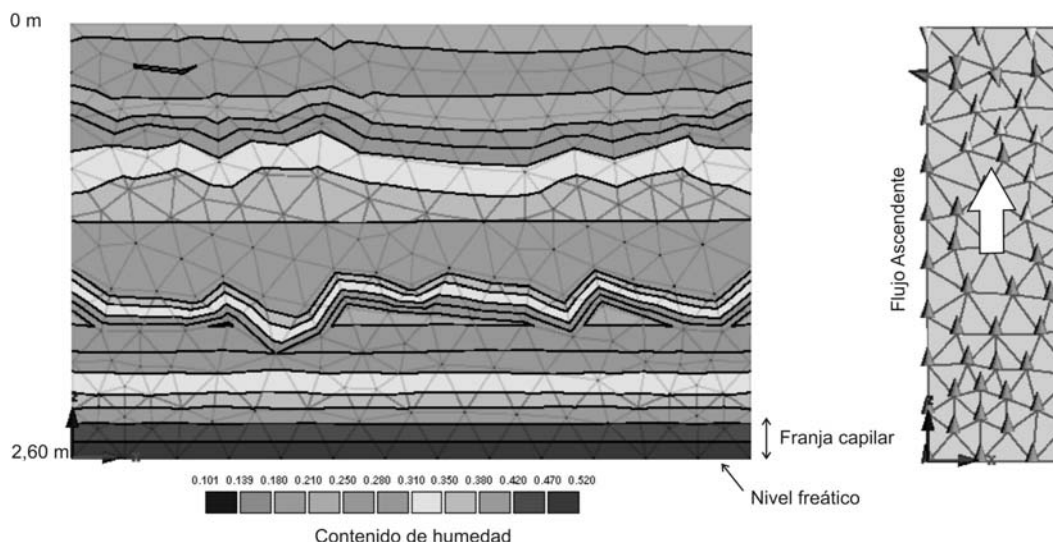 0 m
2,60 m
Franja capilar
Nivel freático
0.101 0.139 0.180 0.210 0.250 0.280 0.310 0.350 0.380 0.420 0.470 0.520
Contenido de humedad
Flujo Ascendente